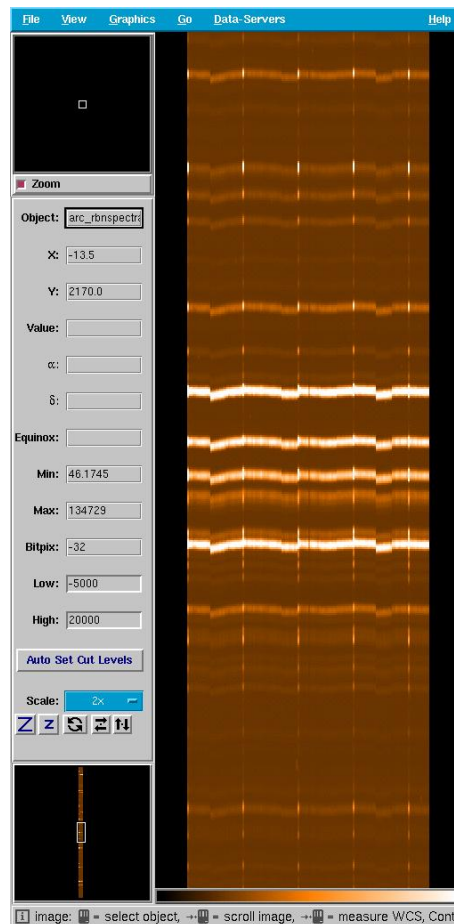 File View Graphics Go Data-Servers Help
Zoom
Object: arc_rbnspectra
X: -13.5
Y: 2170.0
Value:
α:
δ:
Equinox:
Min: 46.1745
Max: 134729
Bitpix: -32
Low: -5000
High: 20000
Auto Set Cut Levels
Scale: 2x
Z z
image: = select object, = scroll image, = measure WCS, Cont